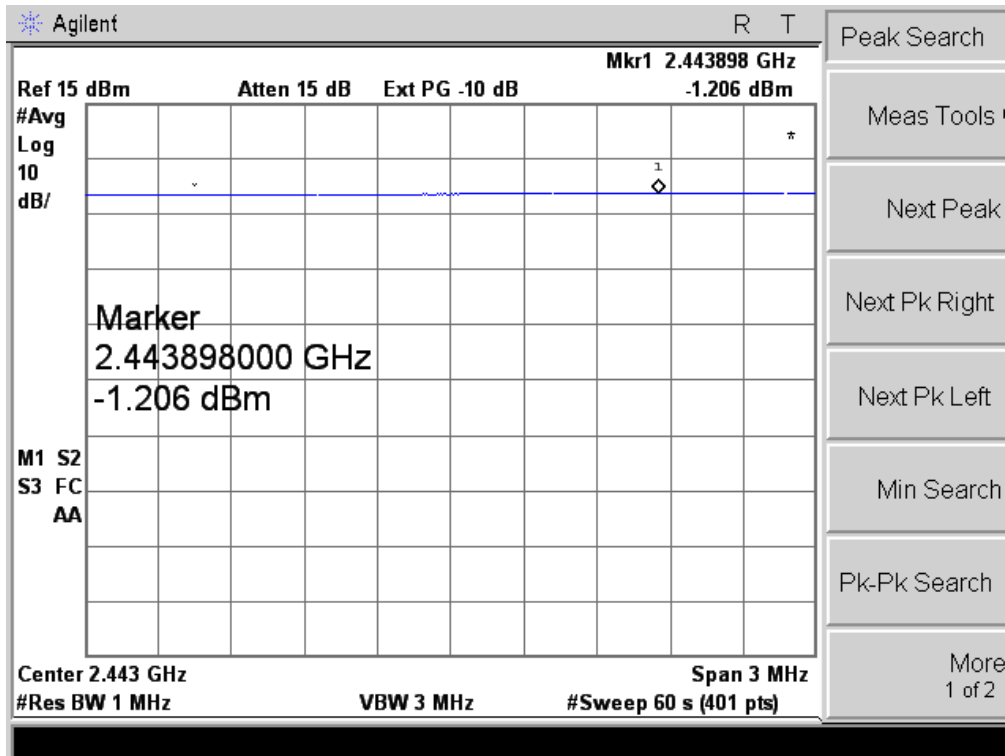 Agilent R T
Peak Search
Mkr1 2.443898 GHz
Ref 15 dBm Atten 15 dB Ext PG -10 dB -1.206 dBm
#Avg
Log
10
dB/
*
1
Marker
2.443898000 GHz
-1.206 dBm
M1 S2
S3 FC
AA
Center 2.443 GHz Span 3 MHz
#Res BW 1 MHz VBW 3 MHz #Sweep 60 s (401 pts)
Meas Tools
Next Peak
Next Pk Right
Next Pk Left
Min Search
Pk-Pk Search
More
1 of 2